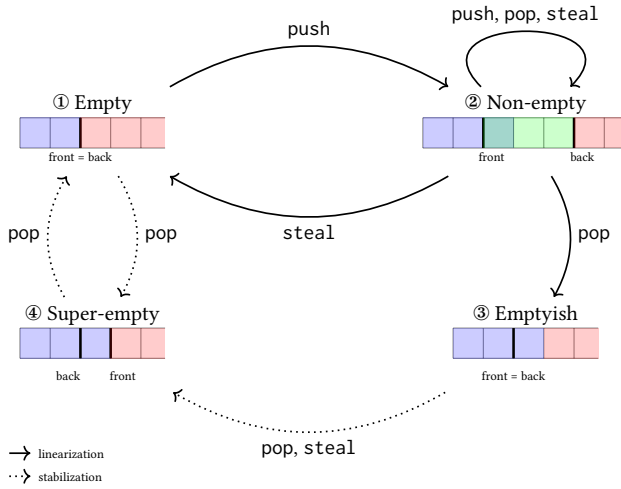 push, pop, steal
push
① Empty
② Non-empty
front = back
front
back
pop
pop
steal
pop
④ Super-empty
③ Emptyish
back
front
front = back
pop, steal
linearization
stabilization